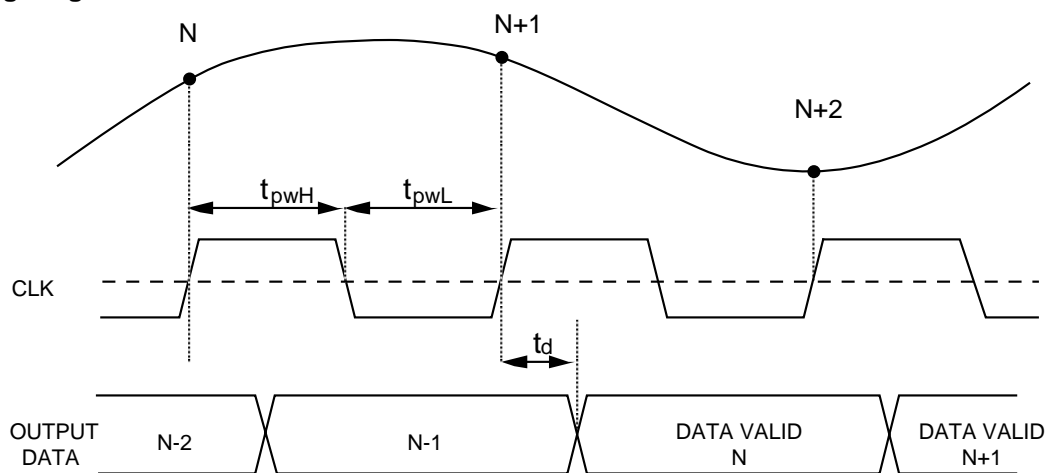 N
N+1
N+2
tpwH
tpwL
CLK
td
OUTPUT
DATA
N-2
N-1
DATA VALID
N
DATA VALID
N+1